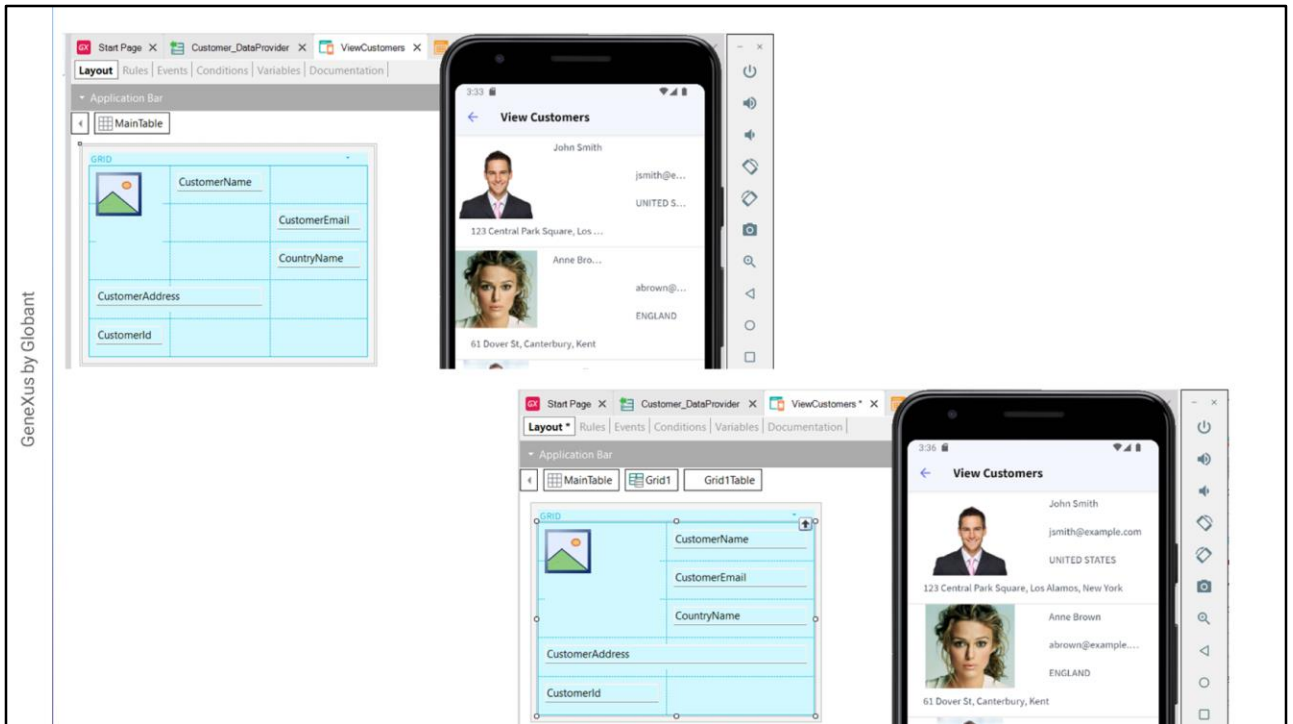 GeneXus by Globant
GX Start Page X Customer_DataProvider X ViewCustomers X
Layout Rules Events Conditions Variables Documentation
Application Bar
MainTable
GRID
CustomerName
CustomerEmail
CountryName
CustomerAddress
CustomerId
3:33
View Customers
John Smith
jsmith@e...
UNITED S...
123 Central Park Square, Los ...
Anne Bro...
abrown@...
ENGLAND
61 Dover St, Canterbury, Kent
GX Start Page X Customer_DataProvider X ViewCustomers * X
Layout * Rules Events Conditions Variables Documentation
Application Bar
MainTable Grid1 Grid1Table
GRID
CustomerName
CustomerEmail
CountryName
CustomerAddress
CustomerId
3:36
View Customers
John Smith
jsmith@example.com
UNITED STATES
123 Central Park Square, Los Alamos, New York
Anne Brown
abrown@example....
ENGLAND
61 Dover St, Canterbury, Kent